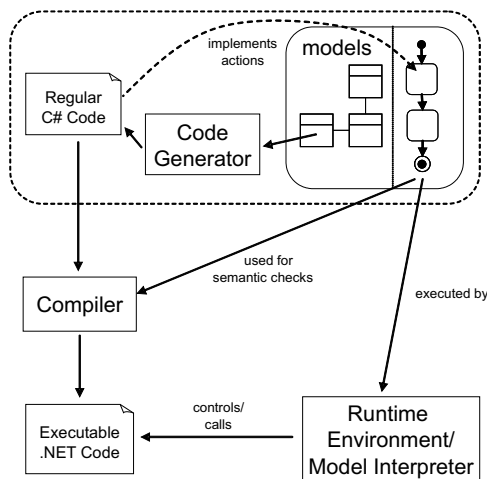 implements
actions
models
Regular
C# Code
Code
Generator
used for
semantic checks
executed by
Compiler
controls/
calls
Executable
.NET Code
Runtime
Environment/
Model Interpreter